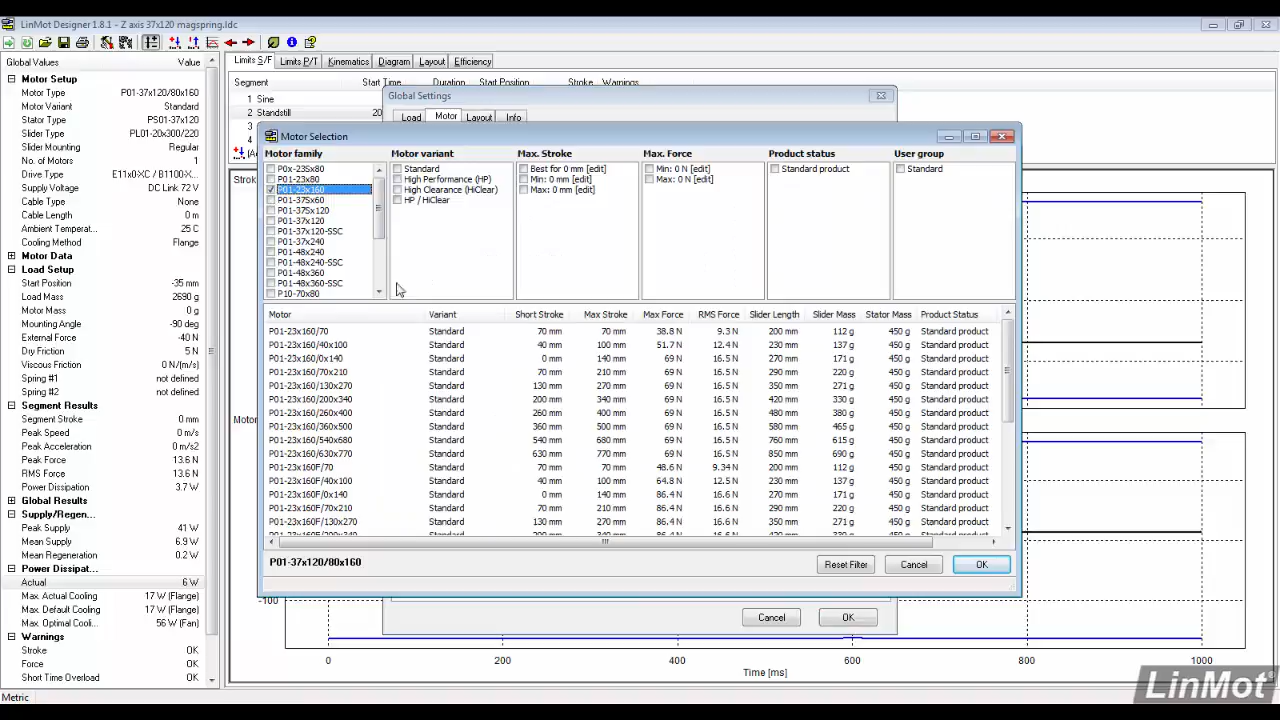 LinMot Designer 1.8.1 - Z axis 37x120 magspring.ldc
Global Values Value
Motor Setup
Motor Type P01-37x120/80x160
Motor Variant Standard
Stator Type PS01-37x120
Slider Type PL01-20x300/220
Slider Mounting Regular
No. of Motors 1
Drive Type E11x0-XC / B1100-X...
Supply Voltage DC Link 72 V
Cable Type None
Cable Length 0 m
Ambient Temperat... 25 C
Cooling Method Flange
Motor Data
Load Setup
Start Position -35 mm
Load Mass 2690 g
Motor Mass 0 g
Mounting Angle -90 deg
External Force -40 N
Dry Friction 5 N
Viscous Friction 0 N/(m/s)
Spring #1 not defined
Spring #2 not defined
Segment Results
Segment Stroke 0 mm
Peak Speed 0 m/s
Peak Acceleration 0 m/s2
Peak Force 13.6 N
RMS Force 13.6 N
Power Dissipation 3.7 W
Global Results
Supply/Regen...
Peak Supply 41 W
Mean Supply 6.9 W
Mean Regeneration 0.2 W
Power Dissipat...
Actual 6 W
Max. Actual Cooling 17 W (Flange)
Max. Default Cooling 17 W (Flange)
Max. Optimal Cooli... 56 W (Fan)
Warnings
Stroke OK
Force OK
Short Time Overload OK
Metric
Limits S/F Limits P/T Kinematics Diagram Layout Efficiency
Segment Start Time Duration Start Position Stroke Warnings
1 Sine
2 Standstill 20
3
4
Strok
Motor
Global Settings
Load Motor Layout Info
Motor Selection
Motor family Motor variant Max. Stroke Max. Force Product status User group
P0x-23Sx80 Standard Best for 0 mm [edit] Min: 0 N [edit] Standard product Standard
P01-23x80 High Performance (HP) Min: 0 mm [edit] Max: 0 N [edit]
P01-23x160 High Clearance (HiClear) Max: 0 mm [edit]
P01-37Sx60 HP / HiClear
P01-37Sx120
P01-37x120
P01-37x120-SSC
P01-37x240
P01-48x240
P01-48x240-SSC
P01-48x360
P01-48x360-SSC
P10-70x80
Motor Variant Short Stroke Max Stroke Max Force RMS Force Slider Length Slider Mass Stator Mass Product Status
P01-23x160/70 Standard 70 mm 70 mm 38.8 N 9.3 N 200 mm 112 g 450 g Standard product
P01-23x160/40x100 Standard 40 mm 100 mm 51.7 N 12.4 N 230 mm 137 g 450 g Standard product
P01-23x160/0x140 Standard 0 mm 140 mm 69 N 16.5 N 270 mm 171 g 450 g Standard product
P01-23x160/70x210 Standard 70 mm 210 mm 69 N 16.5 N 290 mm 220 g 450 g Standard product
P01-23x160/130x270 Standard 130 mm 270 mm 69 N 16.5 N 350 mm 271 g 450 g Standard product
P01-23x160/200x340 Standard 200 mm 340 mm 69 N 16.5 N 420 mm 330 g 450 g Standard product
P01-23x160/260x400 Standard 260 mm 400 mm 69 N 16.5 N 480 mm 380 g 450 g Standard product
P01-23x160/360x500 Standard 360 mm 500 mm 69 N 16.5 N 580 mm 465 g 450 g Standard product
P01-23x160/540x680 Standard 540 mm 680 mm 69 N 16.5 N 760 mm 615 g 450 g Standard product
P01-23x160/630x770 Standard 630 mm 770 mm 69 N 16.5 N 850 mm 690 g 450 g Standard product
P01-23x160F/70 Standard 70 mm 70 mm 48.6 N 9.34 N 200 mm 112 g 450 g Standard product
P01-23x160F/40x100 Standard 40 mm 100 mm 64.8 N 12.5 N 230 mm 137 g 450 g Standard product
P01-23x160F/0x140 Standard 0 mm 140 mm 86.4 N 16.6 N 270 mm 171 g 450 g Standard product
P01-23x160F/70x210 Standard 70 mm 210 mm 86.4 N 16.6 N 290 mm 220 g 450 g Standard product
P01-23x160F/130x270 Standard 130 mm 270 mm 86.4 N 16.6 N 350 mm 271 g 450 g Standard product
P01-37x120/80x160
Reset Filter Cancel OK
Cancel OK
-100
0 200 400 600 800 1000
Time [ms]
LinMot®